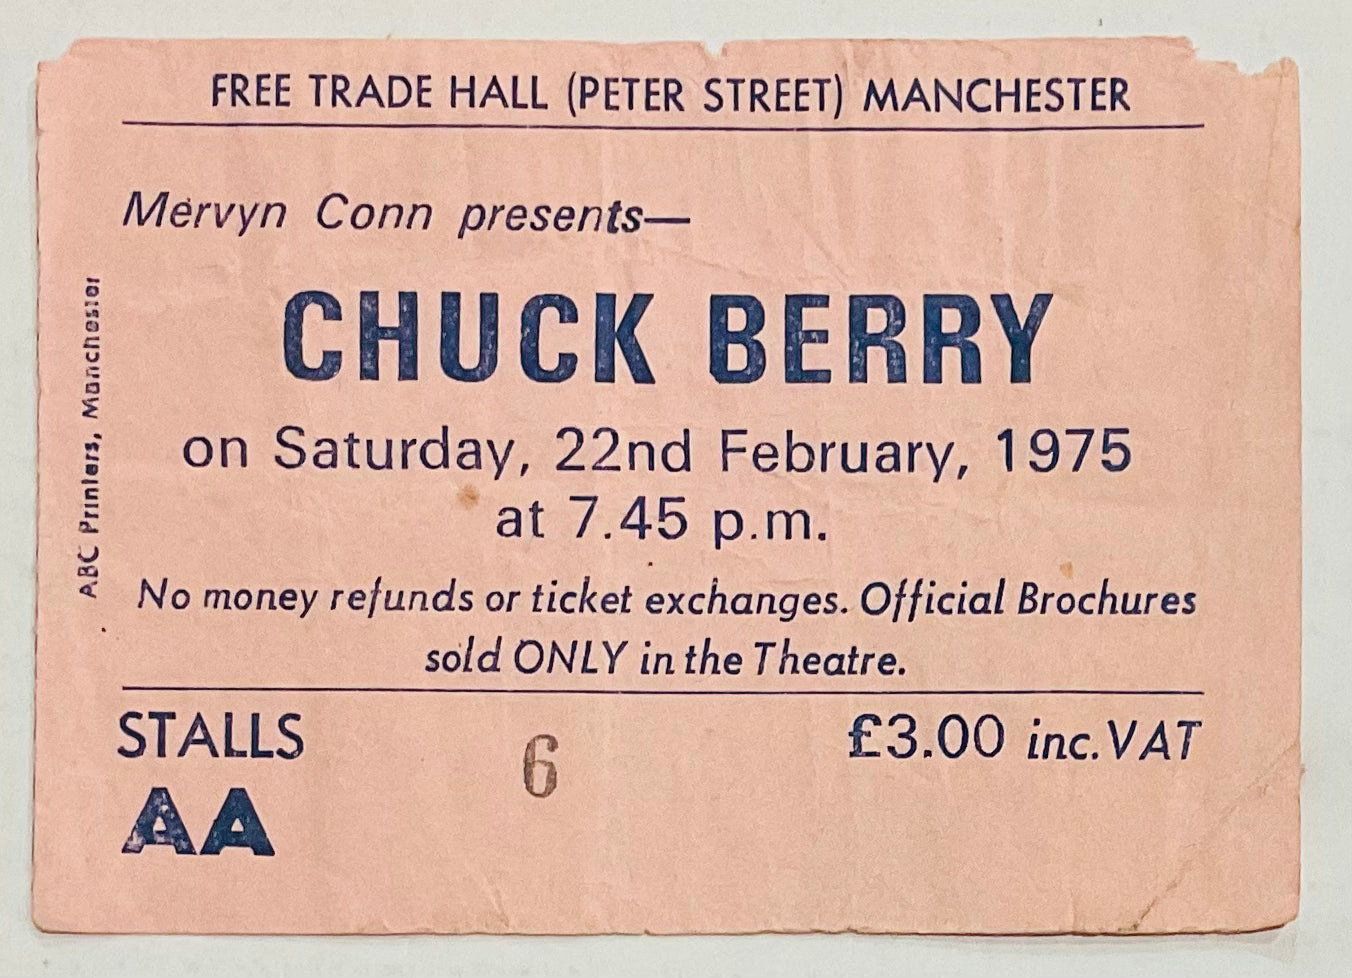 FREE TRADE HALL (PETER STREET) MANCHESTER
Mervyn Conn presents—
CHUCK BERRY
on Saturday, 22nd February, 1975
at 7.45 p.m.
No money refunds or ticket exchanges. Official Brochures
sold ONLY in the Theatre.
STALLS
£3.00 inc. VAT
6
AA
ABC Printers, Manchester